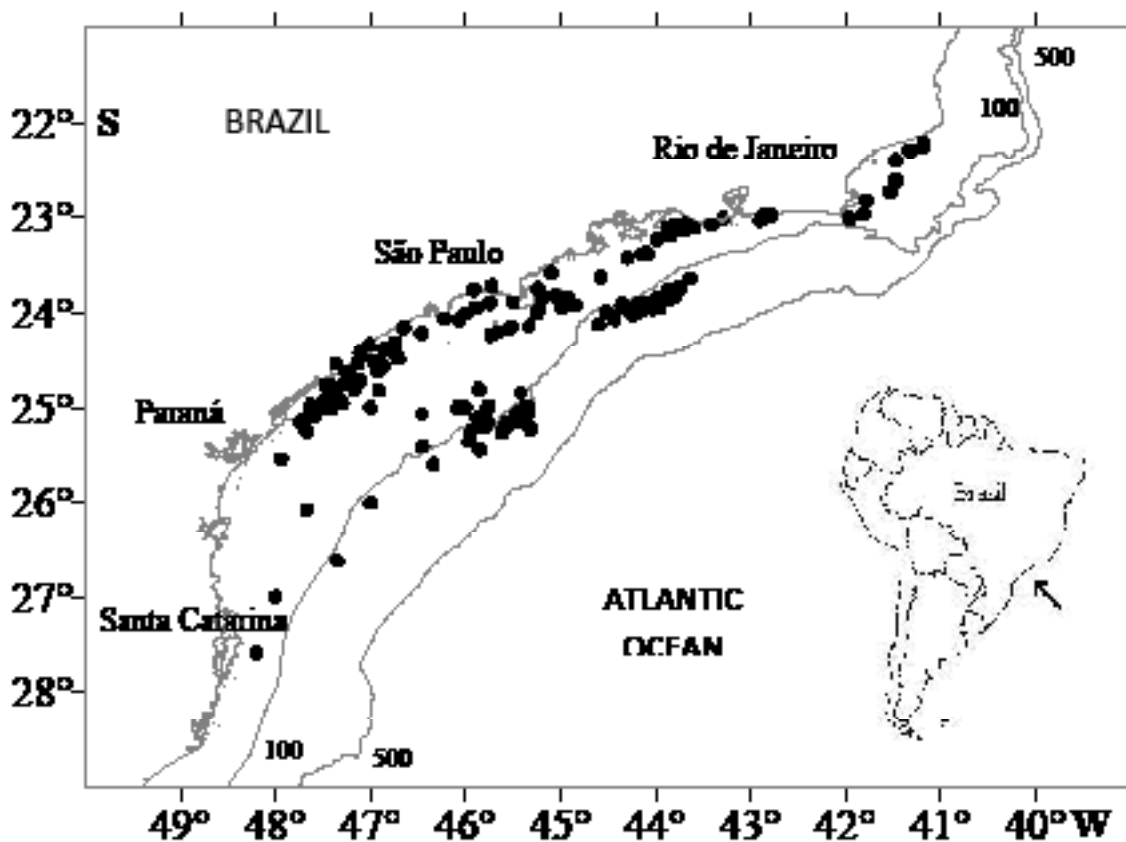 500
22° S BRAZIL
100
Rio de Janeiro
23°
São Paulo
24°
25°
Paraná
26°
Brasil
27°
Santa Catarina
ATLANTIC
OCEAN
28°
100
500
49° 48° 47° 46° 45° 44° 43° 42° 41° 40° W